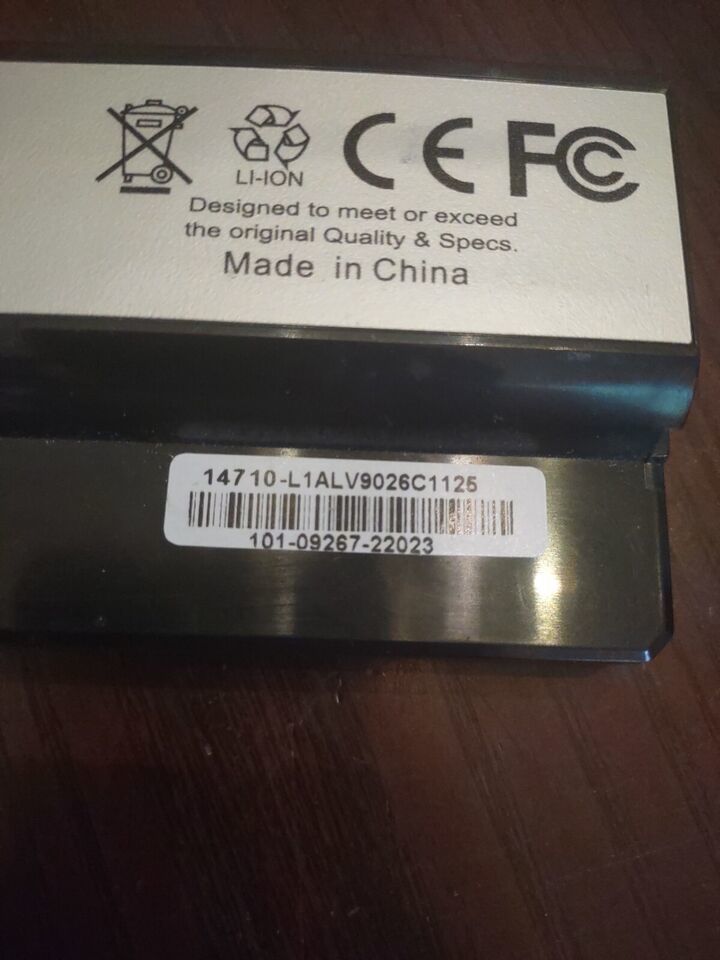 LI-ION
CE FC
Designed to meet or exceed
the original Quality & Specs.
Made in China
14710-L1ALV9026C1125
101-09267-22023